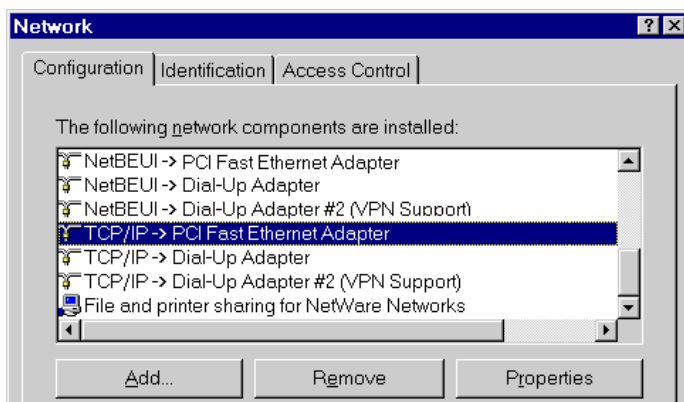 Network
Configuration Identification Access Control
The following network components are installed:
NetBEUI -> PCI Fast Ethernet Adapter
NetBEUI -> Dial-Up Adapter
NetBEUI -> Dial-Up Adapter #2 (VPN Support)
TCP/IP -> PCI Fast Ethernet Adapter
TCP/IP -> Dial-Up Adapter
TCP/IP -> Dial-Up Adapter #2 (VPN Support)
File and printer sharing for NetWare Networks
Add... Remove Properties